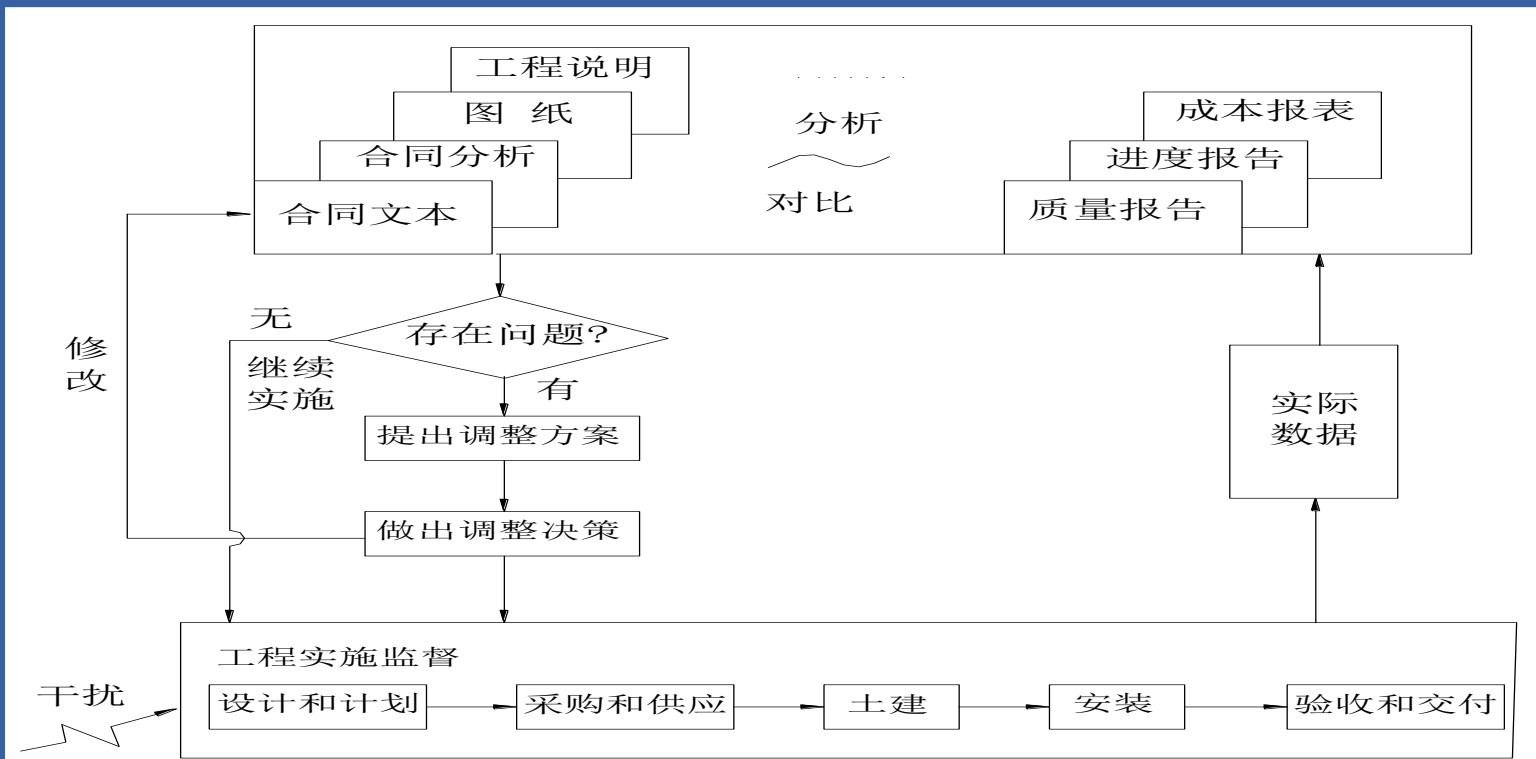 工程说明
图 纸
合同分析
合同文本
分析
对比
成本报表
进度报告
质量报告
修
改
无
继续
实施
存在问题?
有
提出调整方案
做出调整决策
实际
数据
工程实施监督
干扰
设计和计划
采购和供应
土建
安装
验收和交付